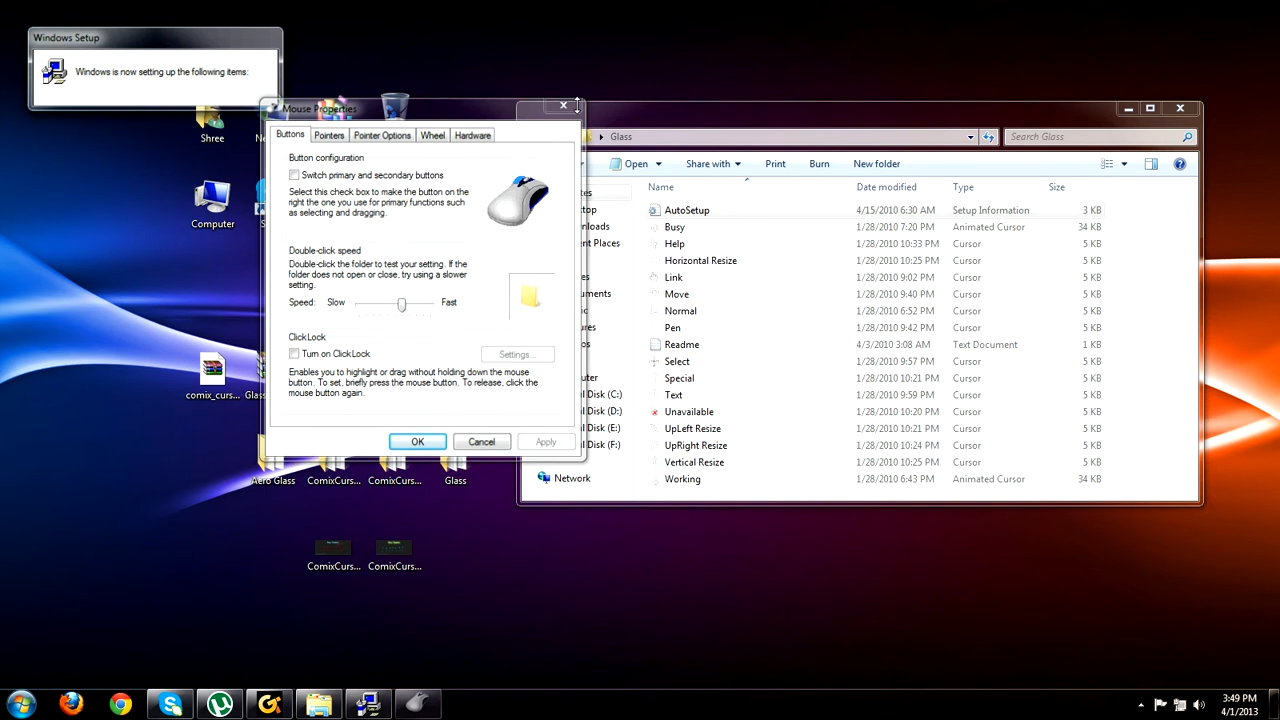 Windows Setup
Windows is now setting up the following items:
Shree
Computer
comix_curs...
Aero Glass
ComixCurs...
ComixCurs...
Glass
ComixCurs...
ComixCurs...
Mouse Properties
Buttons
Pointers
Pointer Options
Wheel
Hardware
Button configuration
Switch primary and secondary buttons
Select this check box to make the button on the
right the one you use for primary functions such
as selecting and dragging.
Double-click speed
Double-click the folder to test your setting. If the
folder does not open or close, try using a slower
setting.
Speed: Slow Fast
ClickLock
Turn on ClickLock
Settings...
Enables you to highlight or drag without holding down the mouse
button. To set, briefly press the mouse button. To release, click the
mouse button again.
OK
Cancel
Apply
Glass
Search Glass
Open
Share with
Print
Burn
New folder
Name Date modified Type Size
AutoSetup 4/15/2010 6:30 AM Setup Information 3 KB
Busy 1/28/2010 7:20 PM Animated Cursor 34 KB
Help 1/28/2010 10:33 PM Cursor 5 KB
Horizontal Resize 1/28/2010 10:25 PM Cursor 5 KB
Link 1/28/2010 9:02 PM Cursor 5 KB
Move 1/28/2010 9:40 PM Cursor 5 KB
Normal 1/28/2010 6:52 PM Cursor 5 KB
Pen 1/28/2010 9:42 PM Cursor 5 KB
Readme 4/3/2010 3:08 AM Text Document 1 KB
Select 1/28/2010 9:57 PM Cursor 5 KB
Special 1/28/2010 10:21 PM Cursor 5 KB
Text 1/28/2010 9:59 PM Cursor 5 KB
Unavailable 1/28/2010 10:20 PM Cursor 5 KB
UpLeft Resize 1/28/2010 10:21 PM Cursor 5 KB
UpRight Resize 1/28/2010 10:24 PM Cursor 5 KB
Vertical Resize 1/28/2010 10:25 PM Cursor 5 KB
Working 1/28/2010 6:43 PM Animated Cursor 34 KB
al Disk (C:)
al Disk (D:)
al Disk (E:)
al Disk (F:)
Network
3:49 PM
4/1/2013